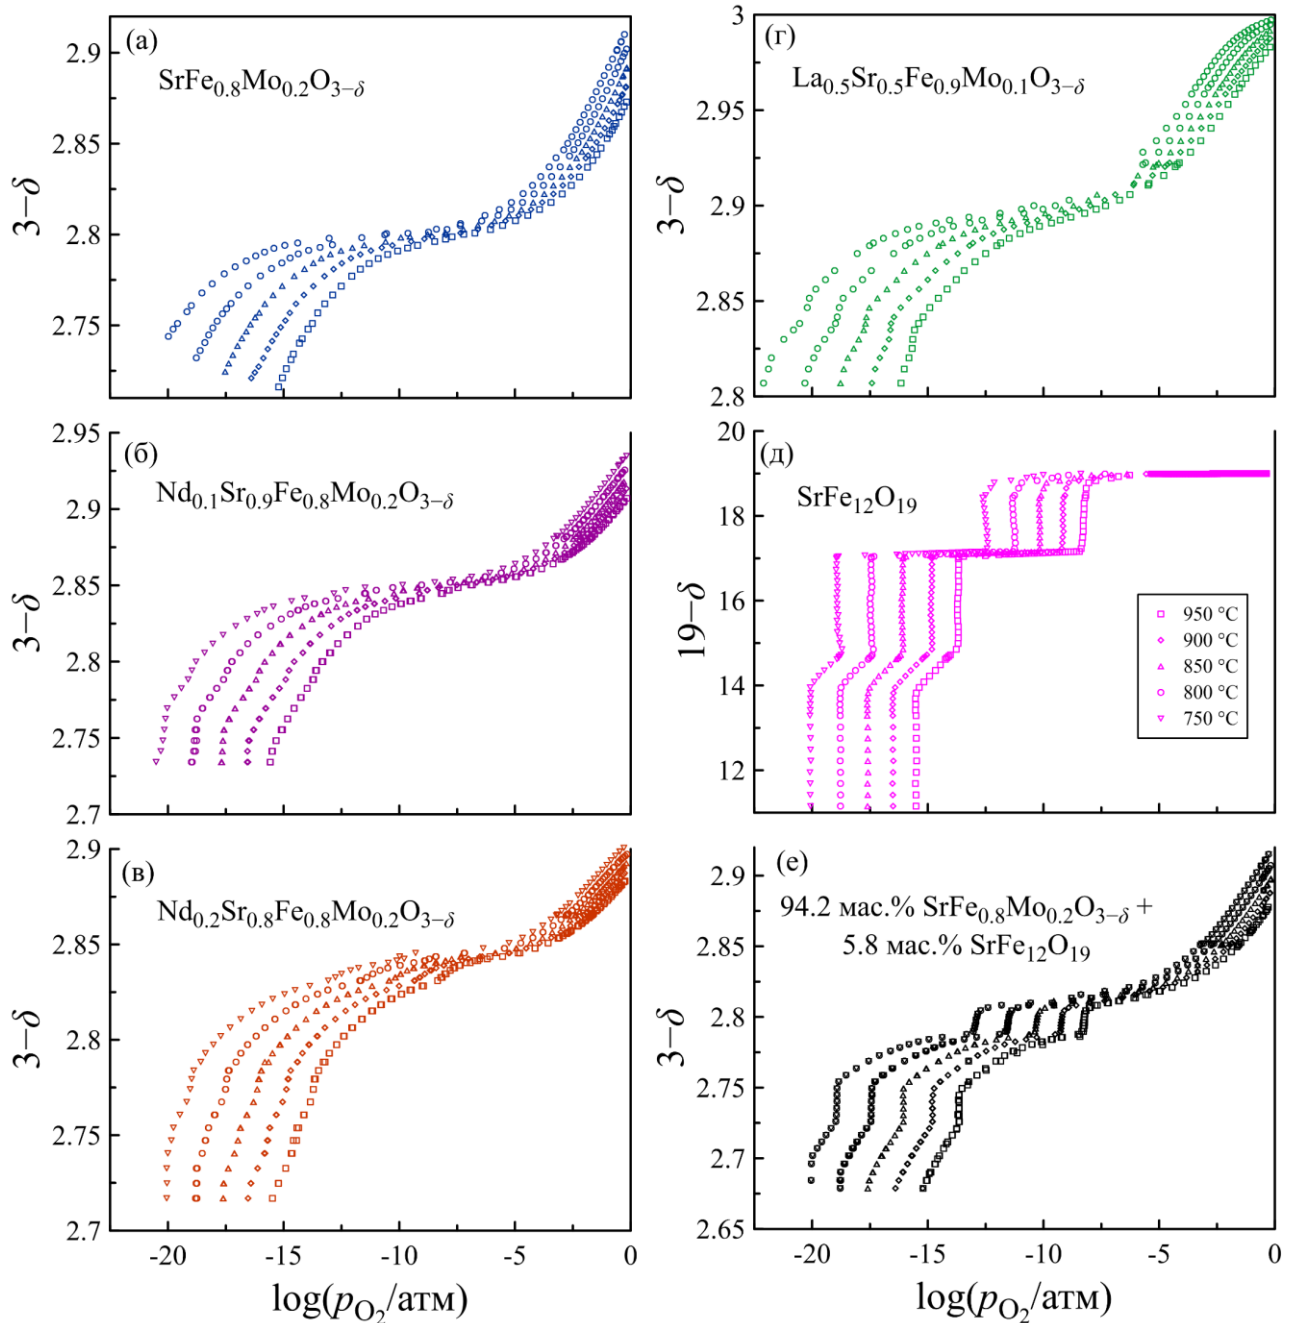 (а)
SrFe0.8Mo0.2O3−δ
2.9
2.85
2.8
2.75
3−δ
(г)
La0.5Sr0.5Fe0.9Mo0.1O3−δ
3
2.95
2.9
2.85
2.8
3−δ
(б)
Nd0.1Sr0.9Fe0.8Mo0.2O3−δ
2.95
2.9
2.85
2.8
2.75
2.7
3−δ
(д)
SrFe12O19
20
18
16
14
12
19−δ
950 °C
900 °C
850 °C
800 °C
750 °C
(в)
Nd0.2Sr0.8Fe0.8Mo0.2O3−δ
2.9
2.85
2.8
2.75
2.7
3−δ
-20 -15 -10 -5 0
log(pO2/атм)
(е)
94.2 мас.% SrFe0.8Mo0.2O3−δ +
5.8 мас.% SrFe12O19
2.9
2.85
2.8
2.75
2.7
2.65
3−δ
-20 -15 -10 -5 0
log(pO2/атм)